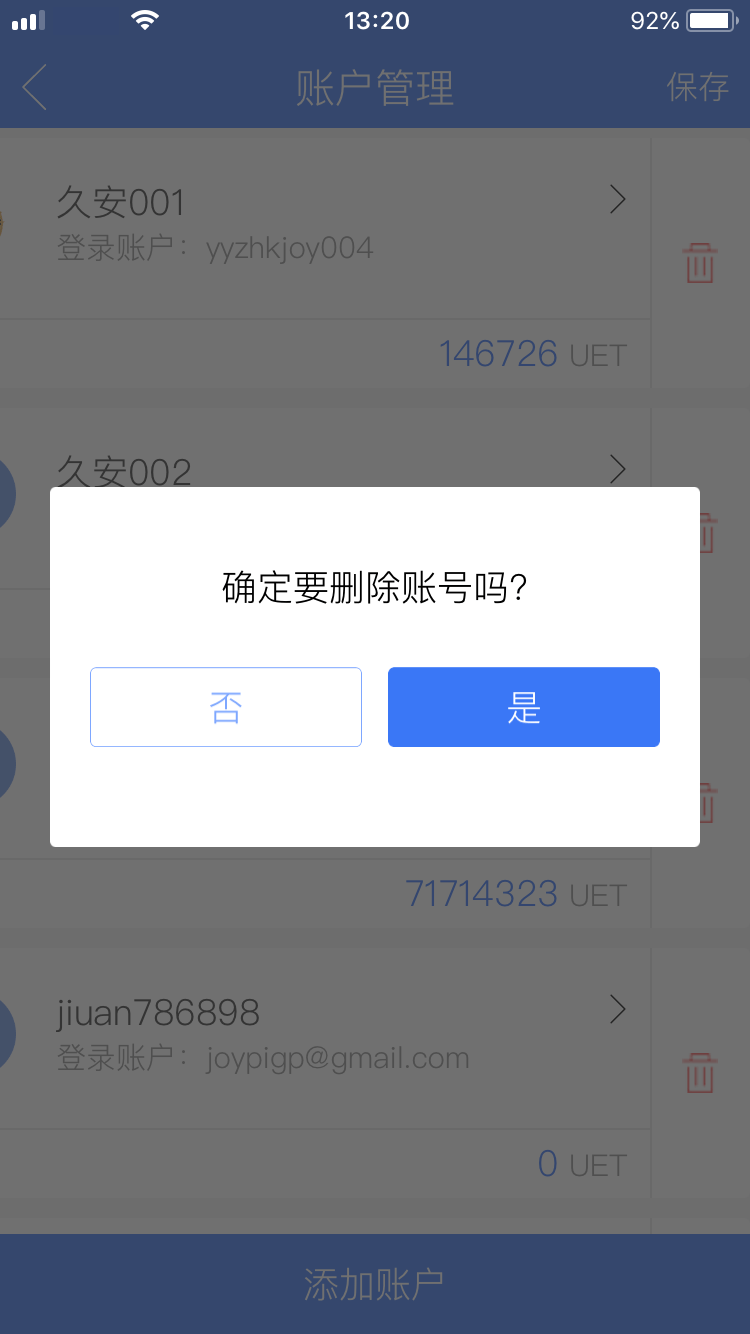 13:20
92%
账户管理
保存
久安001
登录账户：yyzhkjoy004
146726 UET
久安002
确定要删除账号吗？
否
是
71714323 UET
jiuan786898
登录账户：joypigp@gmail.com
0 UET
添加账户